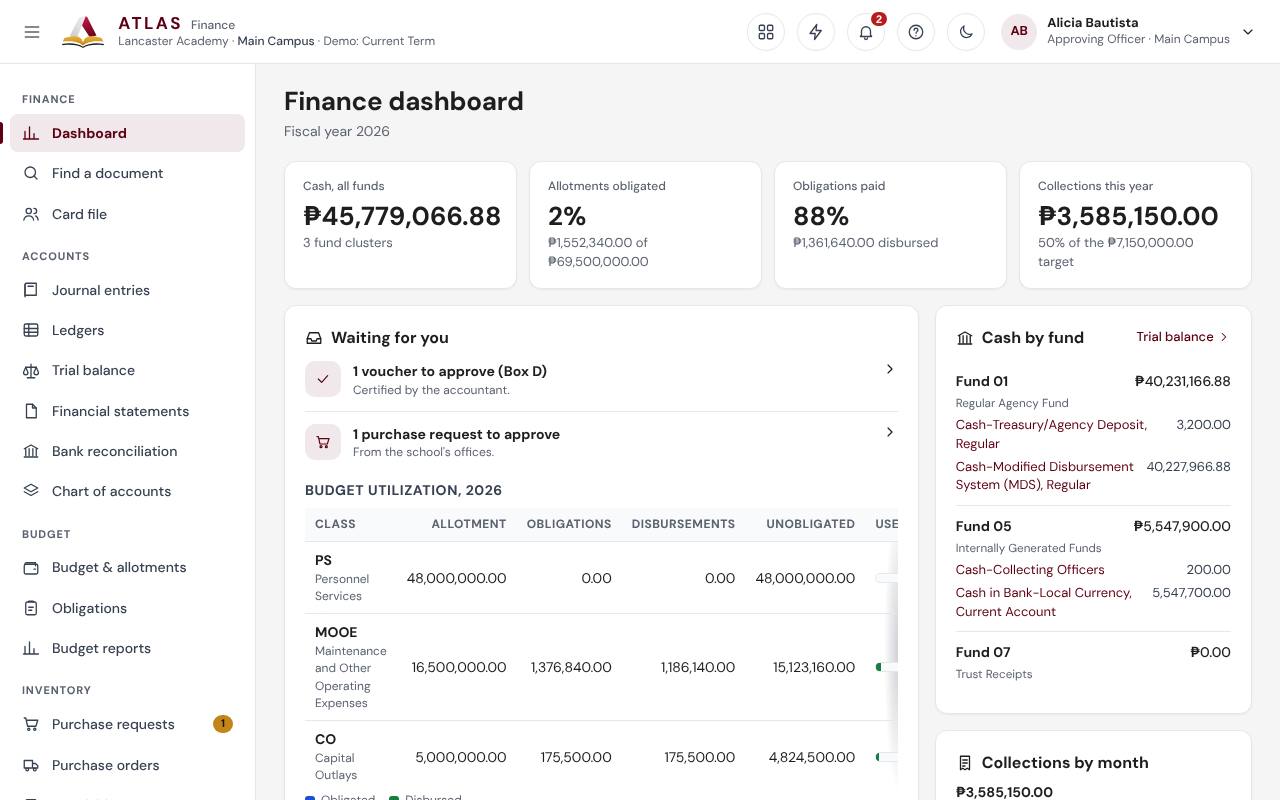 ATLAS Finance
Lancaster Academy · Main Campus · Demo: Current Term
2
AB
Alicia Bautista
Approving Officer · Main Campus
FINANCE
Dashboard
Find a document
Card file
ACCOUNTS
Journal entries
Ledgers
Trial balance
Financial statements
Bank reconciliation
Chart of accounts
BUDGET
Budget & allotments
Obligations
Budget reports
INVENTORY
Purchase requests 1
Purchase orders
Finance dashboard
Fiscal year 2026
Cash, all funds
₱45,779,066.88
3 fund clusters
Allotments obligated
2%
₱1,552,340.00 of
₱69,500,000.00
Obligations paid
88%
₱1,361,640.00 disbursed
Collections this year
₱3,585,150.00
50% of the ₱7,150,000.00
target
Waiting for you
1 voucher to approve (Box D)
Certified by the accountant.
1 purchase request to approve
From the school's offices.
BUDGET UTILIZATION, 2026
CLASS ALLOTMENT OBLIGATIONS DISBURSEMENTS UNOBLIGATED USE
PS
Personnel
Services
48,000,000.00 0.00 0.00 48,000,000.00
MOOE
Maintenance
and Other
Operating
Expenses
16,500,000.00 1,376,840.00 1,186,140.00 15,123,160.00
CO
Capital
Outlays
5,000,000.00 175,500.00 175,500.00 4,824,500.00
Obligated Disbursed
Cash by fund
Trial balance
Fund 01 ₱40,231,166.88
Regular Agency Fund
Cash-Treasury/Agency Deposit, 3,200.00
Regular
Cash-Modified Disbursement 40,227,966.88
System (MDS), Regular
Fund 05 ₱5,547,900.00
Internally Generated Funds
Cash-Collecting Officers 200.00
Cash in Bank-Local Currency, 5,547,700.00
Current Account
Fund 07 ₱0.00
Trust Receipts
Collections by month
₱3,585,150.00